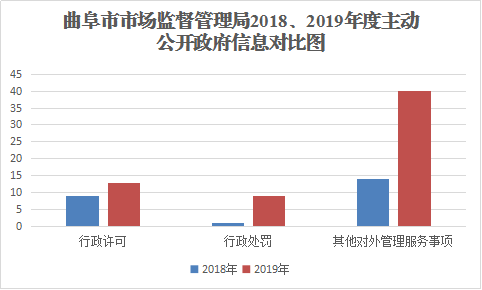 曲阜市市场监督管理局2018、2019年度主动
公开政府信息对比图
45
40
35
30
25
20
15
10
5
0
行政许可
行政处罚
其他对外管理服务事项
2018年
2019年